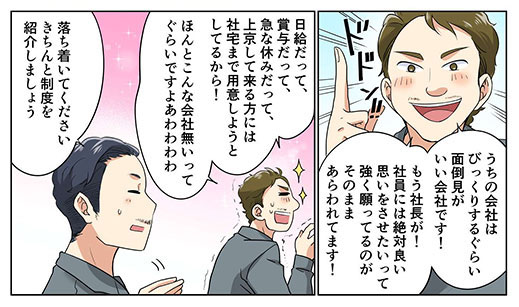 ドドン!!
うちの会社は
びっくりするぐらい
面倒見が
いい会社です!
もう社長が!
社員には絶対良い
思いをさせたいって
強く願ってるのが
そのまま
あらわれてます!
日給だって、
賞与だって、
急な休みだって、
上京して来る方には
社宅まで用意しようと
してるから!
ほんとこんな会社無いって
ぐらいですよあわわわわ
落ち着いてください
きちんと制度を
紹介しましょう